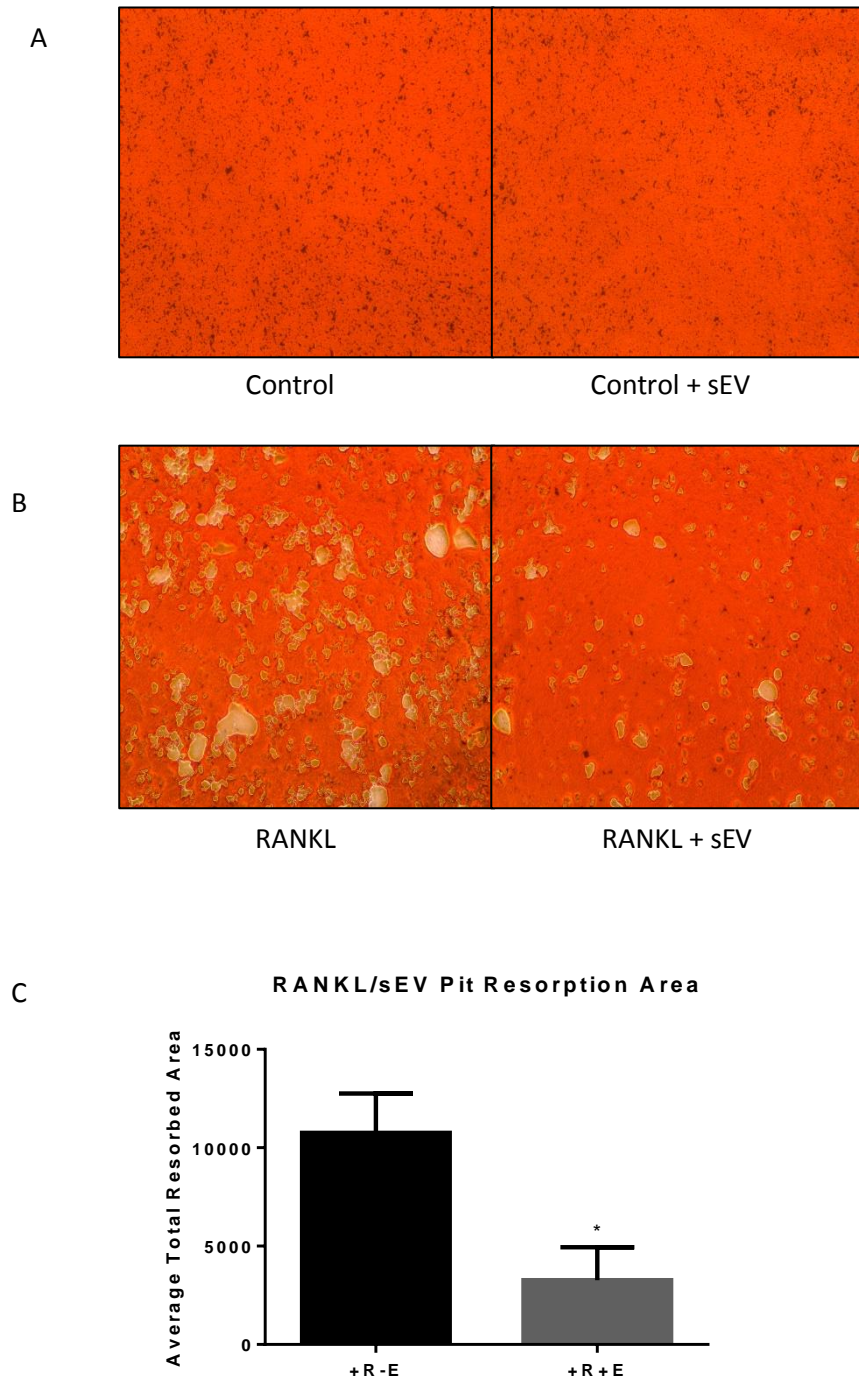 A
Control
Control + sEV
B
RANKL
RANKL + sEV
C
RANKL/sEV Pit Resorption Area
Average Total Resorbed Area
15000
10000
5000
0
*
+R-E
+R+E